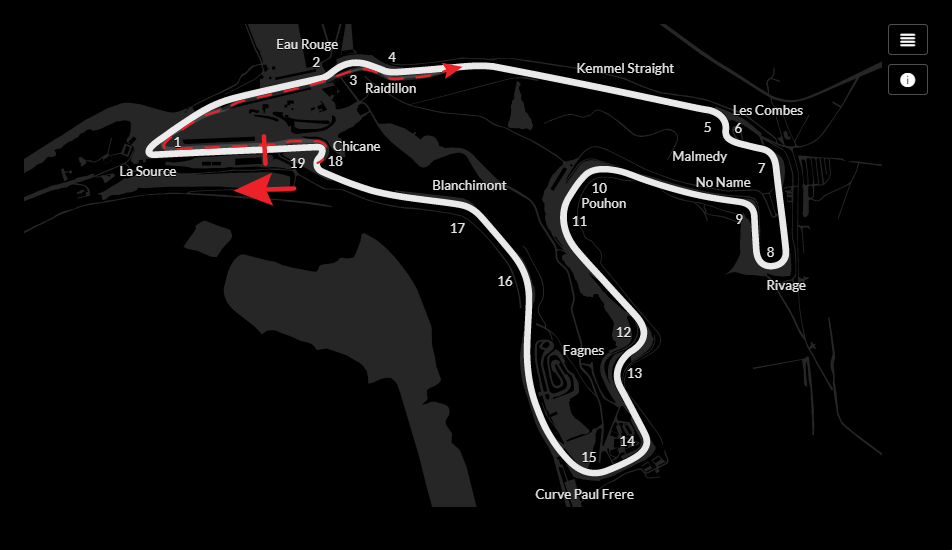 Eau Rouge
4
2
3
Kemmel Straight
Raidillon
Les Combes
5
6
1
Chicane
La Source
19
18
Malmedy
7
No Name
Blanchimont
10
Pouhon
9
11
17
8
16
Rivage
12
Fagnes
13
14
15
Curve Paul Frere